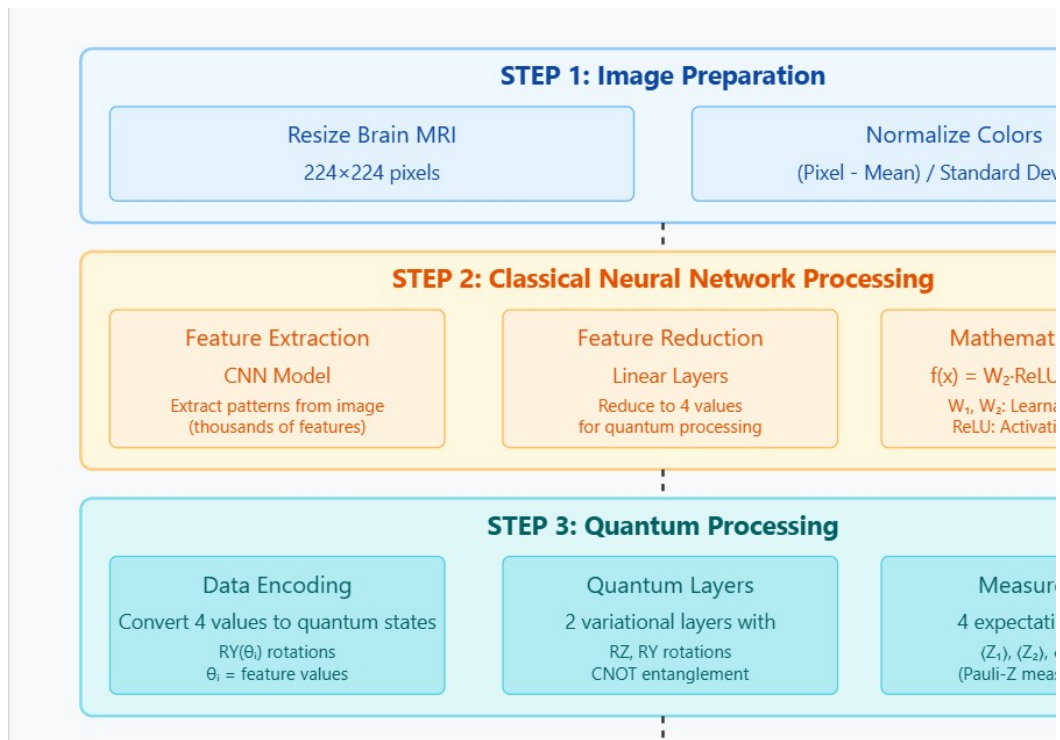 STEP 1: Image Preparation
Resize Brain MRI
224×224 pixels
Normalize Colors
(Pixel - Mean) / Standard Dev
STEP 2: Classical Neural Network Processing
Feature Extraction
CNN Model
Extract patterns from image
(thousands of features)
Feature Reduction
Linear Layers
Reduce to 4 values
for quantum processing
Mathemat
f(x) = W₂·ReLU
W₁, W₂: Learna
ReLU: Activati
STEP 3: Quantum Processing
Data Encoding
Convert 4 values to quantum states
RY(θᵢ) rotations
θᵢ = feature values
Quantum Layers
2 variational layers with
RZ, RY rotations
CNOT entanglement
Measure
4 expectati
⟨Z₁⟩, ⟨Z₂⟩,
(Pauli-Z meas